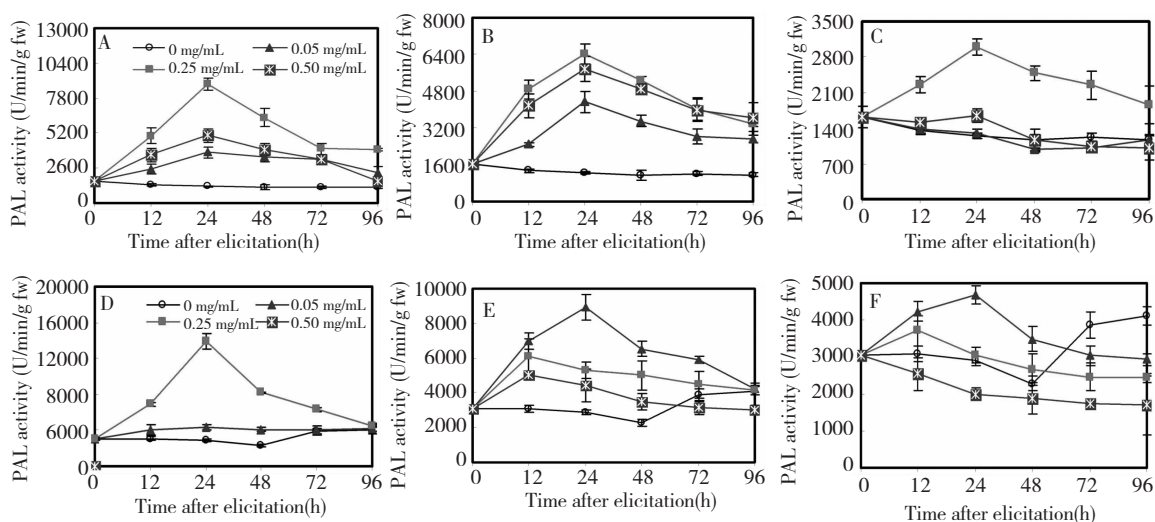 PAL activity (U/min/g fw)
13000
10400
7800
5200
2600
0
A
0 mg/mL
0.05 mg/mL
0.25 mg/mL
0.50 mg/mL
0 12 24 48 72 96
Time after elicitation(h)
PAL activity (U/min/g fw)
8000
6400
4800
3200
1600
0
B
0 12 24 48 72 96
Time after elicitation(h)
PAL activity (U/min/g fw)
3500
2800
2100
1400
700
0
C
0 12 24 48 72 96
Time after elicitation(h)
PAL activity (U/min/g fw)
20000
16000
12000
8000
6000
0
D
0 mg/mL
0.05 mg/mL
0.25 mg/mL
0.50 mg/mL
0 12 24 48 72 96
Time after elicitation(h)
PAL activity (U/min/g fw)
10000
8000
6000
4000
2000
0
E
0 12 24 48 72 96
Time after elicitation(h)
PAL activity (U/min/g fw)
5000
4000
3000
2000
1000
0
F
0 12 24 48 72 96
Time after elicitation(h)